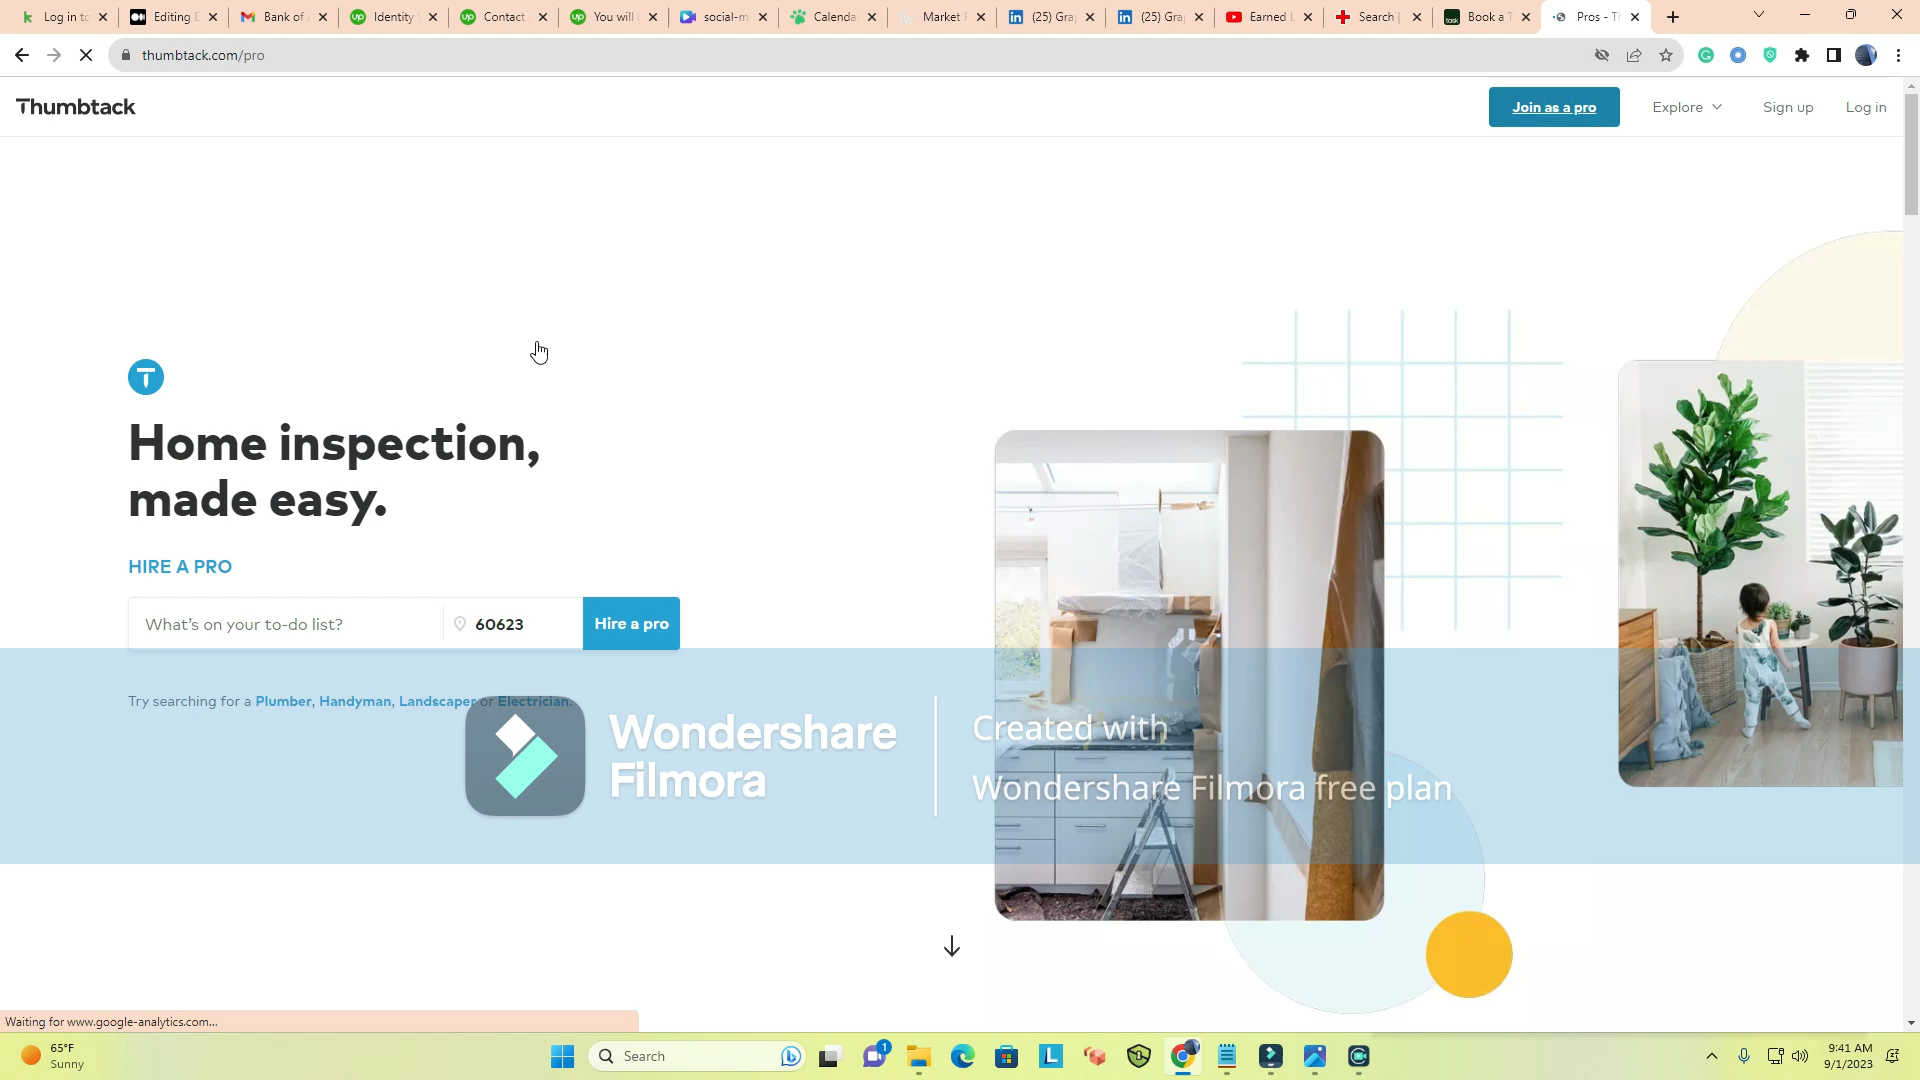 Log in to
Editing D
Bank of
Identity
Contact
You will
social-m
Calenda
Market
(25) Gra
(25) Gra
Earned
Search |
Book a T
Pros - T
thumbtack.com/pro
Thumbtack
Join as a pro
Explore
Sign up
Log in
Home inspection,
made easy.
HIRE A PRO
What's on your to-do list?
60623
Hire a pro
Try searching for a Plumber, Handyman, Landscaper or Electrician.
Wondershare
Filmora
Created with
Wondershare Filmora free plan
Waiting for www.google-analytics.com...
65°F
Sunny
Search
1
9:41 AM
9/1/2023